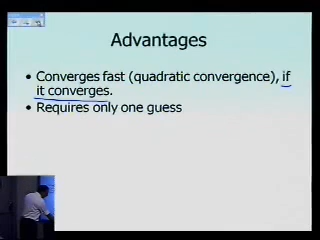 Advantages
• Converges fast (quadratic convergence), if
it converges.
• Requires only one guess